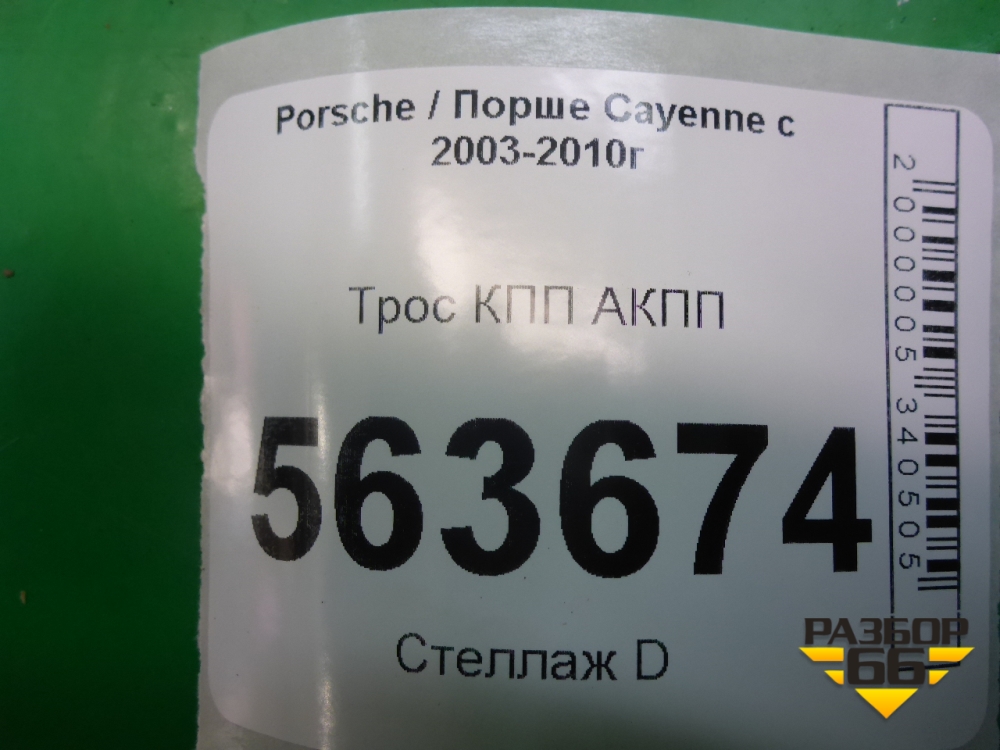 Porsche / Порше Cayenne с
2003-2010г
Трос КПП АКПП
563674
Стеллаж D
2000005340505
РАЗБОР
66